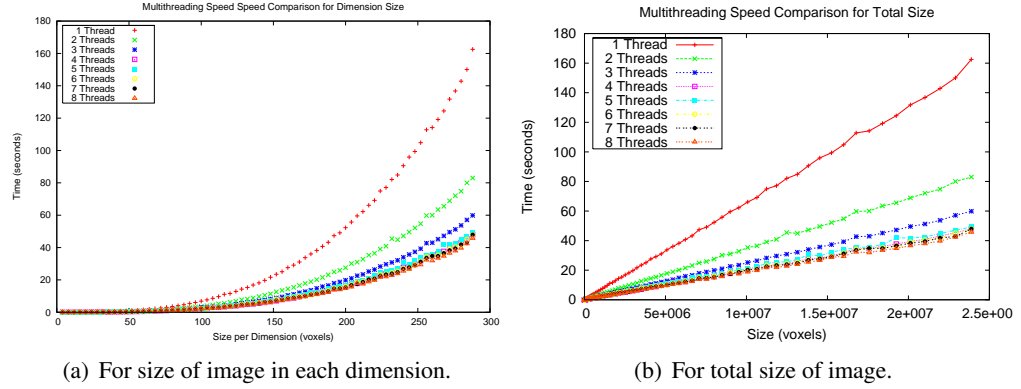 Multithreading Speed Speed Comparison for Dimension Size
180
160
140
120
100
80
60
40
20
0
Time (seconds)
1 Thread
2 Threads
3 Threads
4 Threads
5 Threads
6 Threads
7 Threads
8 Threads
0 50 100 150 200 250 300
Size per Dimension (voxels)
(a) For size of image in each dimension.
Multithreading Speed Comparison for Total Size
180
160
140
120
100
80
60
40
20
0
Time (seconds)
1 Thread
2 Threads
3 Threads
4 Threads
5 Threads
6 Threads
7 Threads
8 Threads
0 5e+006 1e+007 1.5e+007 2e+007 2.5e+00
Size (voxels)
(b) For total size of image.